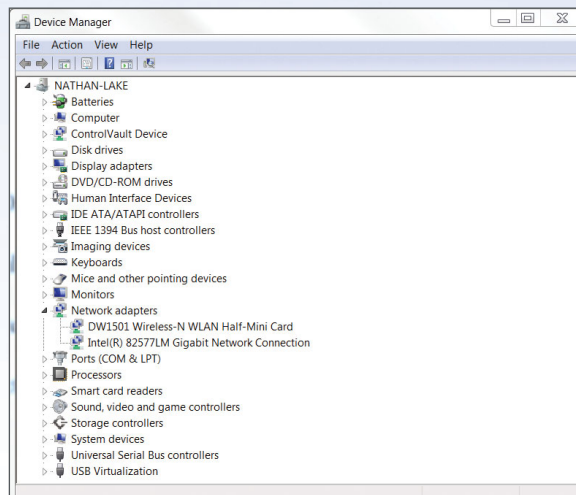 Device Manager
File Action View Help
NATHAN-LAKE
Batteries
Computer
ControlVault Device
Disk drives
Display adapters
DVD/CD-ROM drives
Human Interface Devices
IDE ATA/ATAPI controllers
IEEE 1394 Bus host controllers
Imaging devices
Keyboards
Mice and other pointing devices
Monitors
Network adapters
DW1501 Wireless-N WLAN Half-Mini Card
Intel(R) 82577LM Gigabit Network Connection
Ports (COM & LPT)
Processors
Smart card readers
Sound, video and game controllers
Storage controllers
System devices
Universal Serial Bus controllers
USB Virtualization